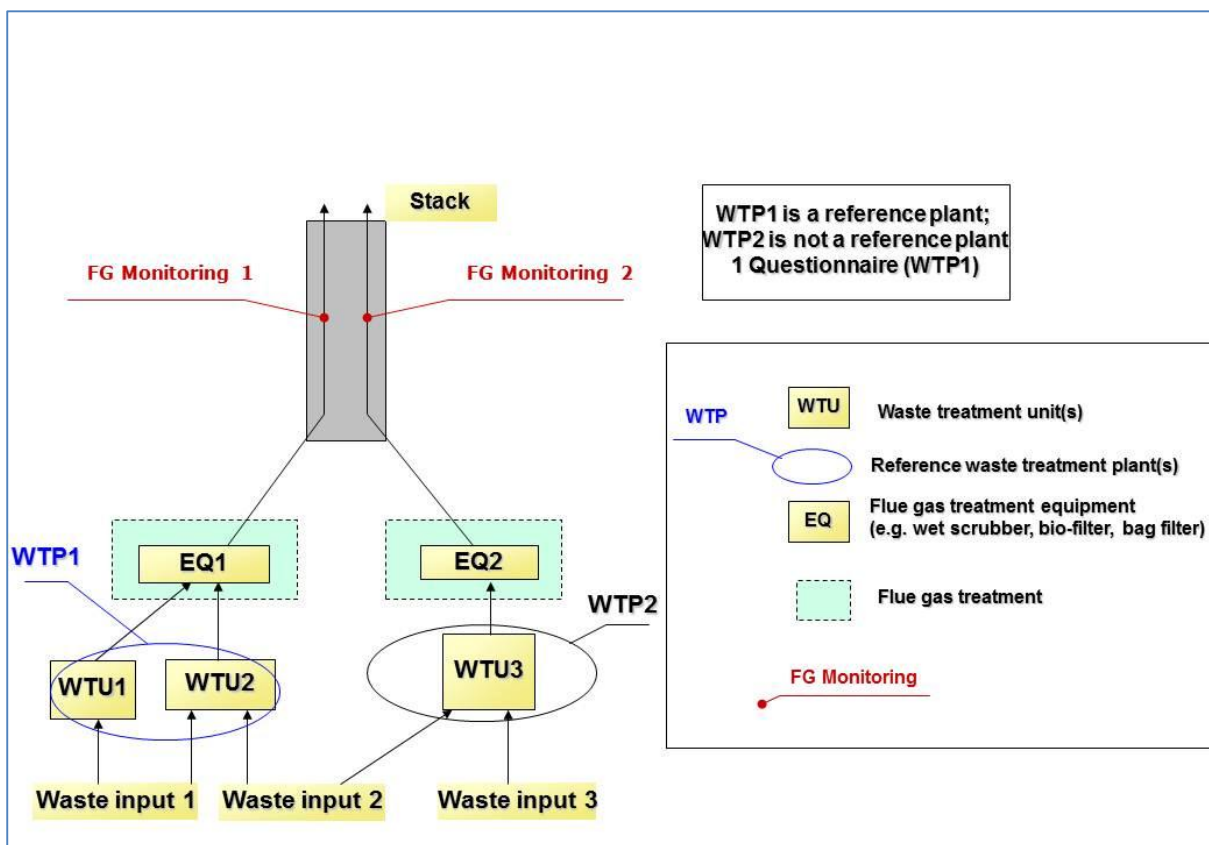 Stack
FG Monitoring 1
FG Monitoring 2
WTP1 is a reference plant;
WTP2 is not a reference plant
1 Questionnaire (WTP1)
WTP
WTU
Waste treatment unit(s)
Reference waste treatment plant(s)
EQ
Flue gas treatment equipment
(e.g. wet scrubber, bio-filter, bag filter)
Flue gas treatment
FG Monitoring
WTP1
EQ1
EQ2
WTP2
WTU1
WTU2
WTU3
Waste input 1
Waste input 2
Waste input 3